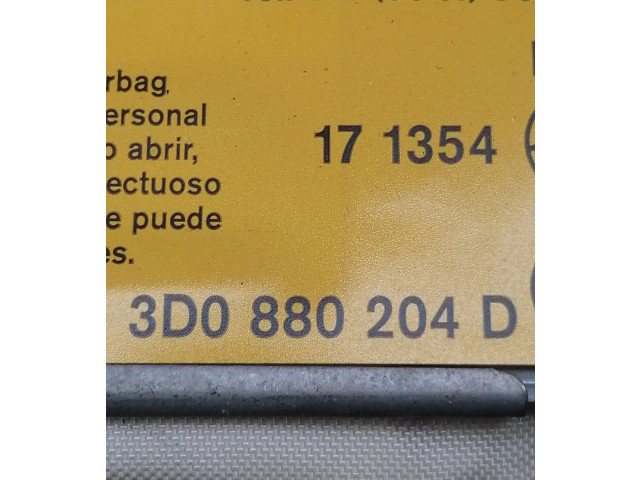 rbag,
ersonal
o abrir,
ectuoso
e puede
es.
17 1354
3D0 880 204 D